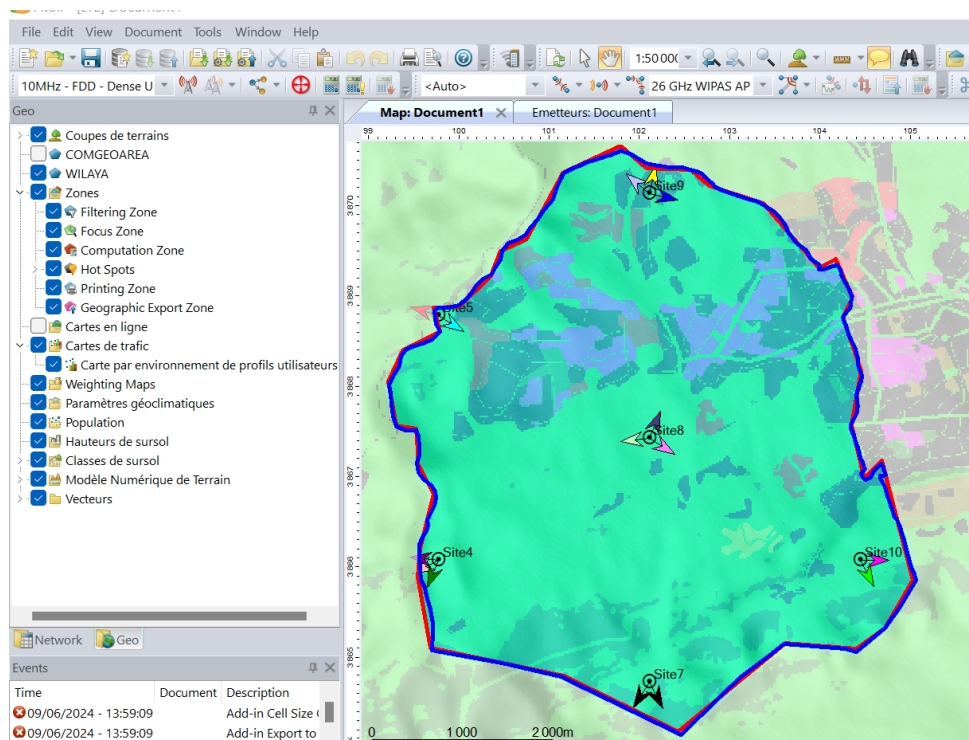 File Edit View Document Tools Window Help
1:50 000
10MHz - FDD - Dense U
<Auto>
26 GHz WIPAS AP
Geo
Map: Document1
Emetteurs: Document1
99 100 101 102 103 104 105
Coupes de terrains
COMGEOAREA
WILAYA
Zones
Filtering Zone
Focus Zone
Computation Zone
Hot Spots
Printing Zone
Geographic Export Zone
Cartes en ligne
Cartes de trafic
Carte par environnement de profils utilisateurs
Weighting Maps
Paramètres géoclimatiques
Population
Hauteurs de sursol
Classes de sursol
Modèle Numérique de Terrain
Vecteurs
Network Geo
Events
Time Document Description
09/06/2024 - 13:59:09 Add-in Cell Size
09/06/2024 - 13:59:09 Add-in Export to
3 870
3 869
3 868
3 867
3 866
3 865
Site9
Site5
Site8
Site4
Site10
Site7
0 1 000 2 000m